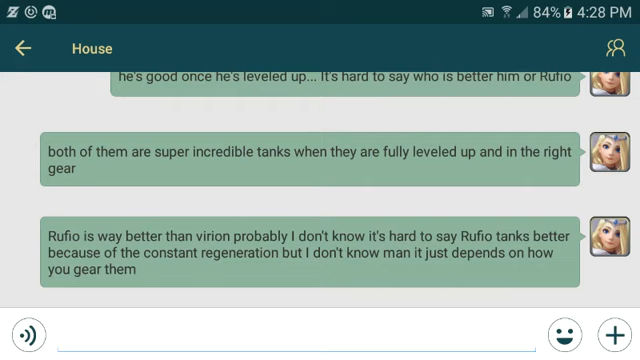 84% 4:28 PM
House
he's good once he's leveled up... It's hard to say who is better him or Rufio
both of them are super incredible tanks when they are fully leveled up and in the right
gear
Rufio is way better than virion probably I don't know it's hard to say Rufio tanks better
because of the constant regeneration but I don't know man it just depends on how
you gear them